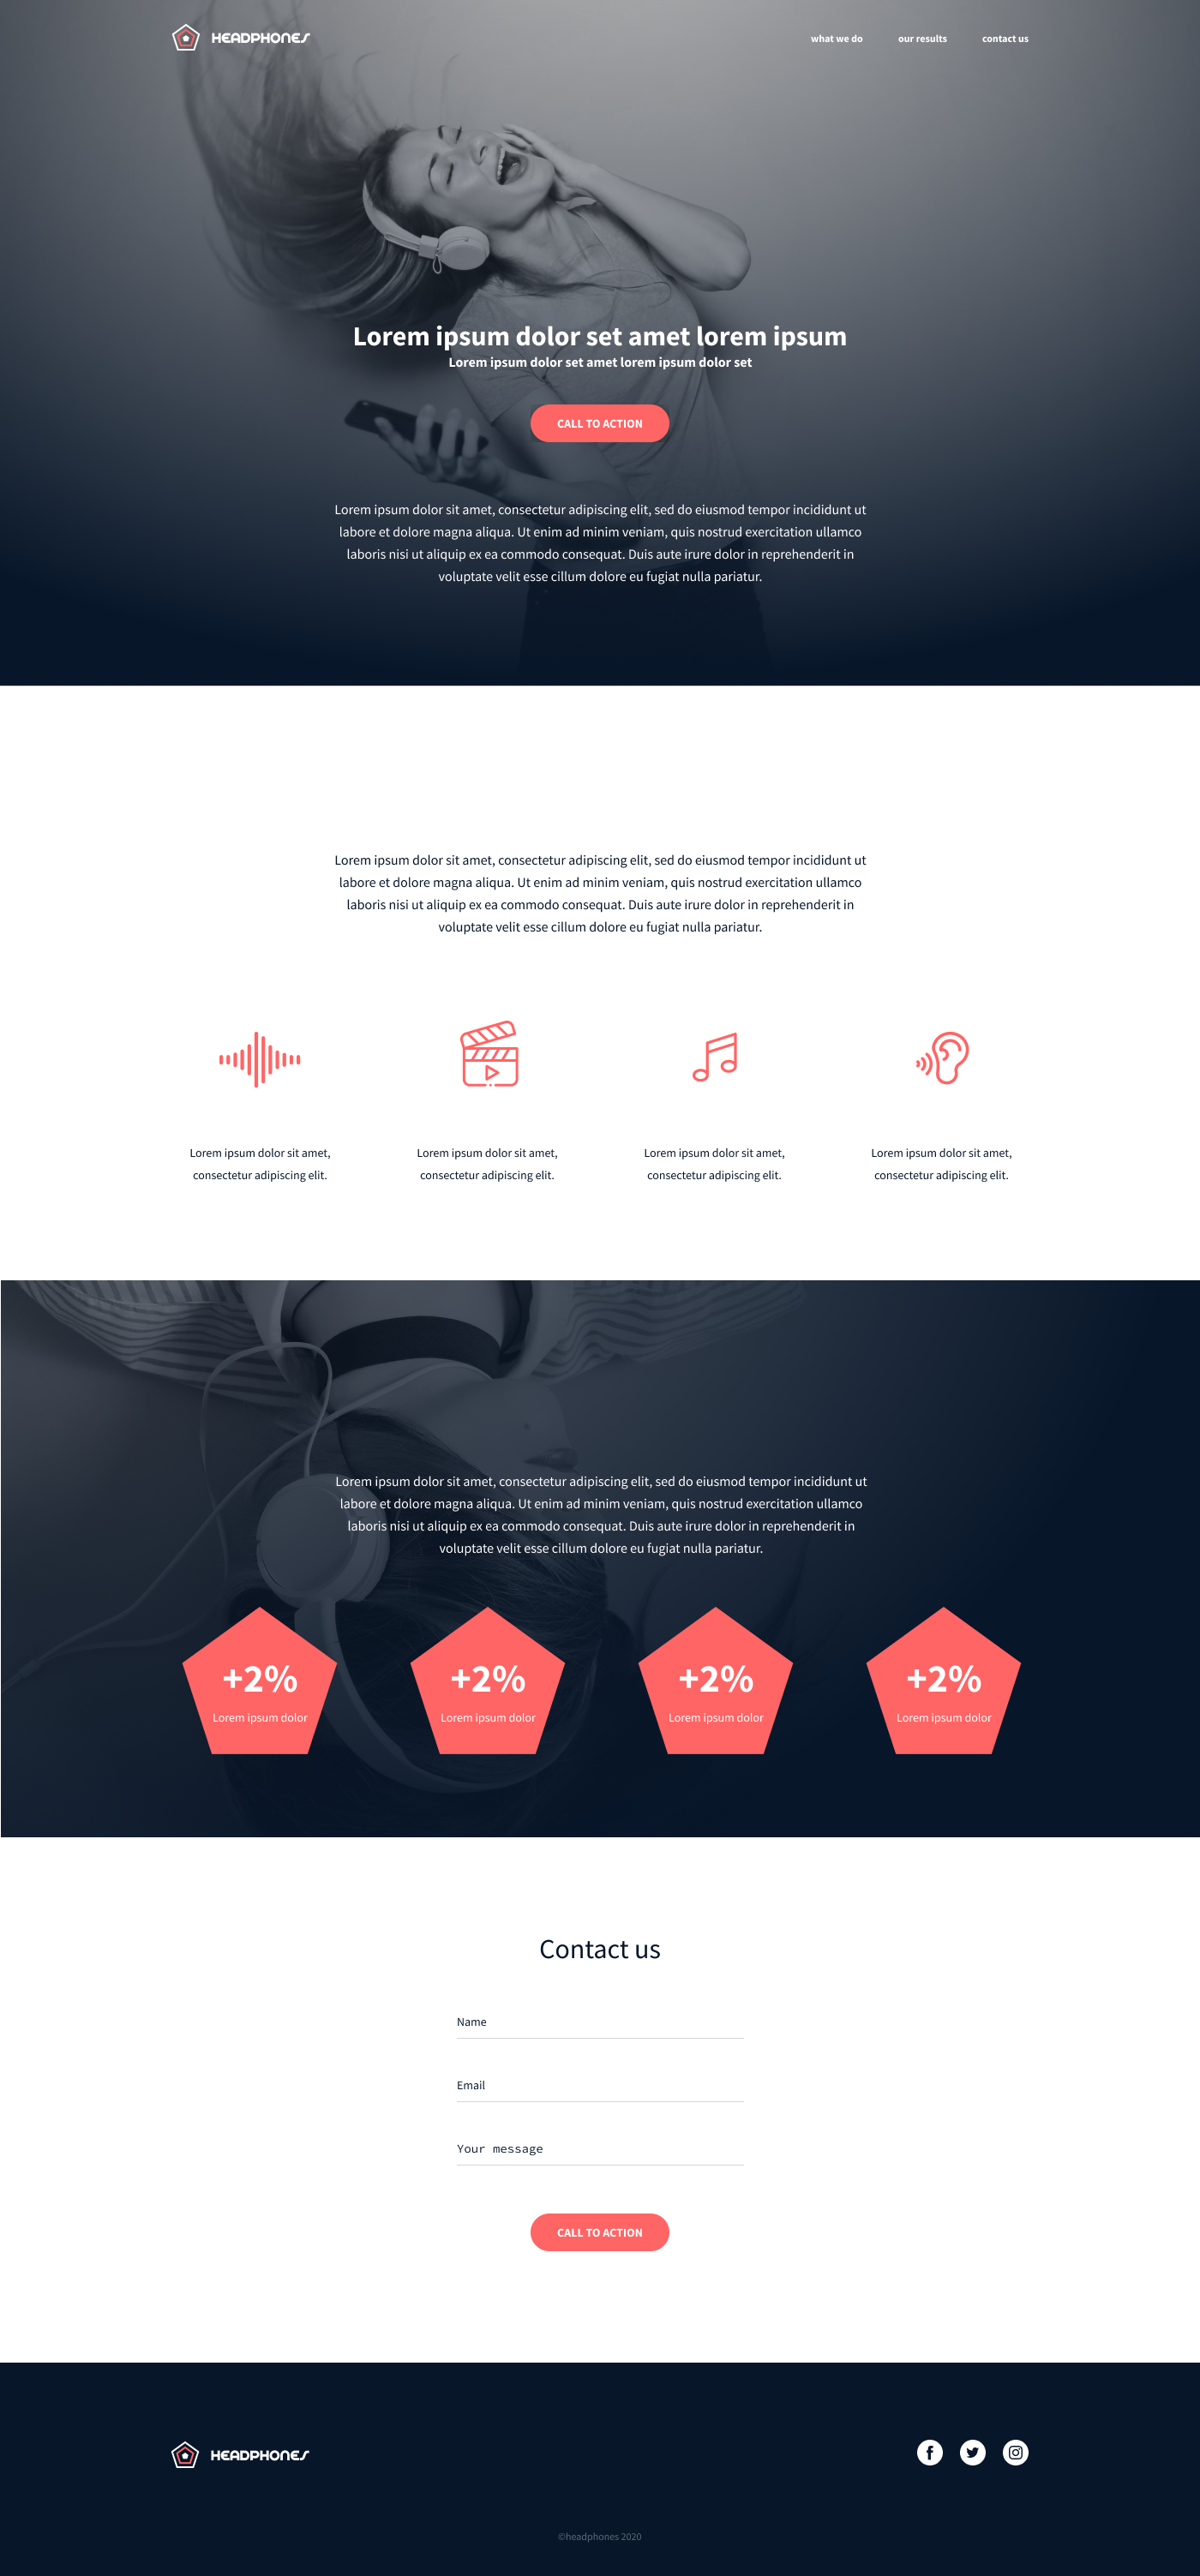 HEADPHONES
what we do our results contact us
Lorem ipsum dolor set amet lorem ipsum
Lorem ipsum dolor set amet lorem ipsum dolor set
CALL TO ACTION
Lorem ipsum dolor sit amet, consectetur adipiscing elit, sed do eiusmod tempor incididunt ut
labore et dolore magna aliqua. Ut enim ad minim veniam, quis nostrud exercitation ullamco
laboris nisi ut aliquip ex ea commodo consequat. Duis aute irure dolor in reprehenderit in
voluptate velit esse cillum dolore eu fugiat nulla pariatur.
Lorem ipsum dolor sit amet, consectetur adipiscing elit, sed do eiusmod tempor incididunt ut
labore et dolore magna aliqua. Ut enim ad minim veniam, quis nostrud exercitation ullamco
laboris nisi ut aliquip ex ea commodo consequat. Duis aute irure dolor in reprehenderit in
voluptate velit esse cillum dolore eu fugiat nulla pariatur.
Lorem ipsum dolor sit amet,
consectetur adipiscing elit.
Lorem ipsum dolor sit amet,
consectetur adipiscing elit.
Lorem ipsum dolor sit amet,
consectetur adipiscing elit.
Lorem ipsum dolor sit amet,
consectetur adipiscing elit.
Lorem ipsum dolor sit amet, consectetur adipiscing elit, sed do eiusmod tempor incididunt ut
labore et dolore magna aliqua. Ut enim ad minim veniam, quis nostrud exercitation ullamco
laboris nisi ut aliquip ex ea commodo consequat. Duis aute irure dolor in reprehenderit in
voluptate velit esse cillum dolore eu fugiat nulla pariatur.
+2%
Lorem ipsum dolor
+2%
Lorem ipsum dolor
+2%
Lorem ipsum dolor
+2%
Lorem ipsum dolor
Contact us
Name
Email
Your message
CALL TO ACTION
HEADPHONES
©headphones 2020